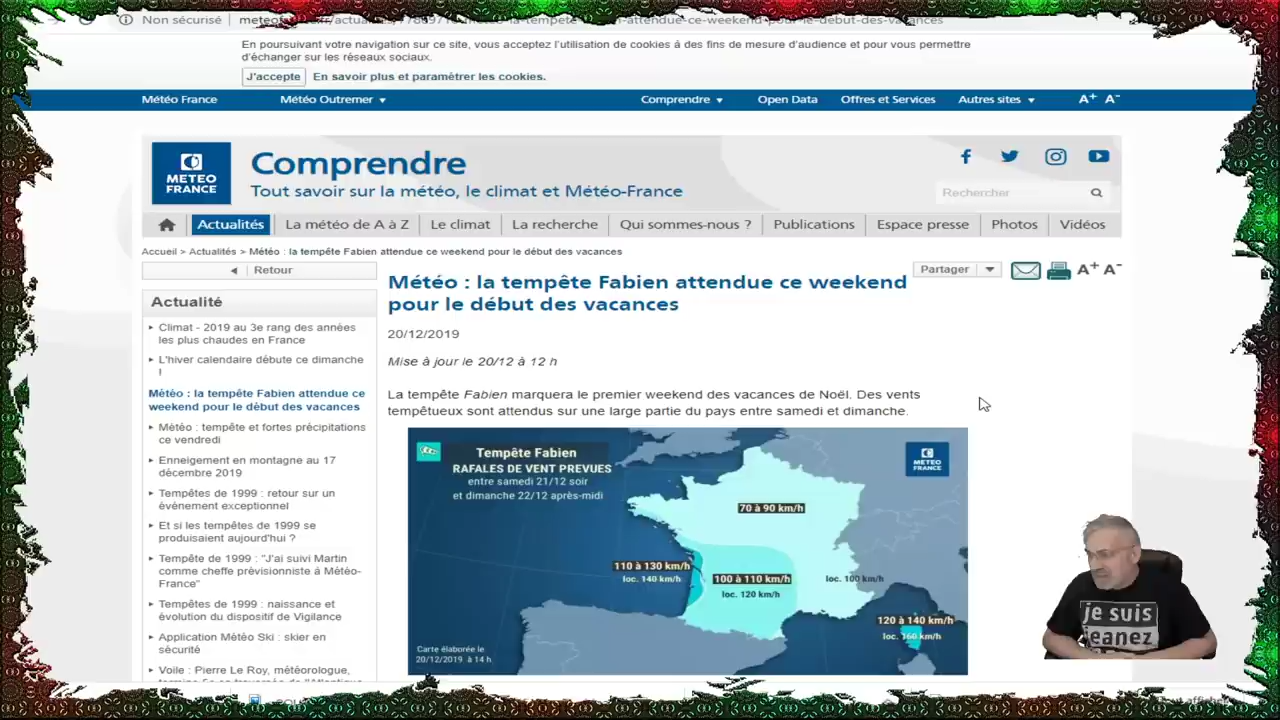 Non sécurisé
En poursuivant votre navigation sur ce site, vous acceptez l'utilisation de cookies à des fins de mesure d'audience et pour vous permettre
d'échanger sur les réseaux sociaux.
J'accepte En savoir plus et paramétrer les cookies.
Météo France Météo Outremer Comprendre Open Data Offres et Services Autres sites A+ A-
METEO
FRANCE
Comprendre
Tout savoir sur la météo, le climat et Météo-France
Rechercher
Actualités La météo de A à Z Le climat La recherche Qui sommes-nous ? Publications Espace presse Photos Vidéos
Accueil > Actualités > Météo : la tempête Fabien attendue ce weekend pour le début des vacances
Retour
Partager A+ A-
Actualité
Climat - 2019 au 3e rang des années
les plus chaudes en France
L'hiver calendaire débute ce dimanche
!
Météo : la tempête Fabien attendue ce
weekend pour le début des vacances
Météo : tempête et fortes précipitations
ce vendredi
Enneigement en montagne au 17
décembre 2019
Tempêtes de 1999 : retour sur un
événement exceptionnel
Et si les tempêtes de 1999 se
produisaient aujourd'hui ?
Tempête de 1999 : "J'ai suivi Martin
comme cheffe prévisionniste à Météo-
France"
Tempêtes de 1999 : naissance et
évolution du dispositif de Vigilance
Application Météo Ski : skier en
sécurité
Voile : Pierre Le Roy, météorologue,
Météo : la tempête Fabien attendue ce weekend
pour le début des vacances
20/12/2019
Mise à jour le 20/12 à 12 h
La tempête Fabien marquera le premier weekend des vacances de Noël. Des vents
tempêtueux sont attendus sur une large partie du pays entre samedi et dimanche.
Tempête Fabien
RAFALES DE VENT PREVUES
entre samedi 21/12 soir
et dimanche 22/12 après-midi
METEO
FRANCE
70 à 90 km/h
110 à 130 km/h
loc. 140 km/h
100 à 110 km/h
loc. 120 km/h
loc. 100 km/h
120 à 140 km/h
loc. 160 km/h
Carte élaborée le
20/12/2019 à 14 h
je suis
jeanez